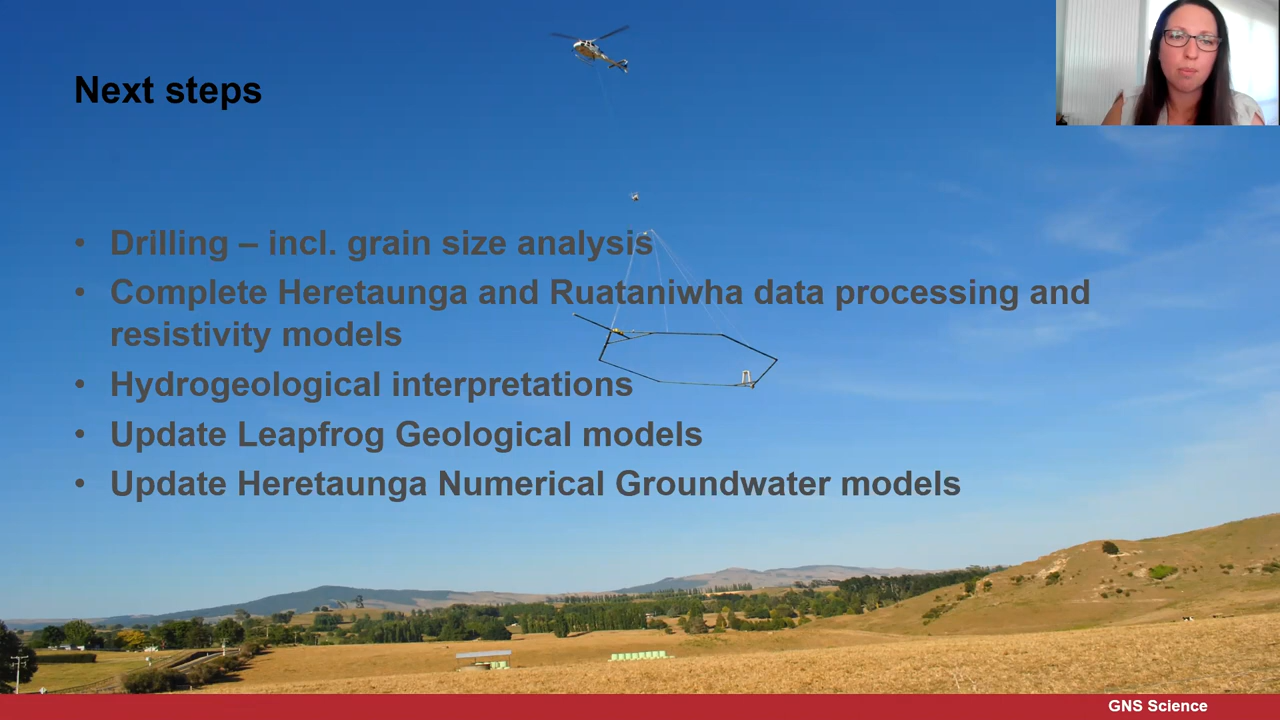 Next steps
• Drilling – incl. grain size analysis
• Complete Heretaunga and Ruataniwha data processing and
resistivity models
• Hydrogeological interpretations
• Update Leapfrog Geological models
• Update Heretaunga Numerical Groundwater models
GNS Science